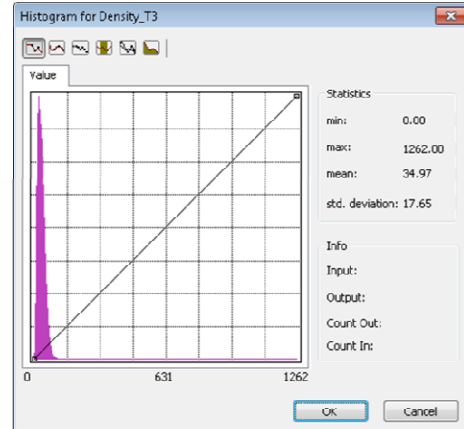 Histogram for Density_T3
Value
Statistics
min: 0.00
max: 1262.00
mean: 34.97
std. deviation: 17.65
Info
Input:
Output:
Count Out:
Count In:
0 631 1262
OK Cancel